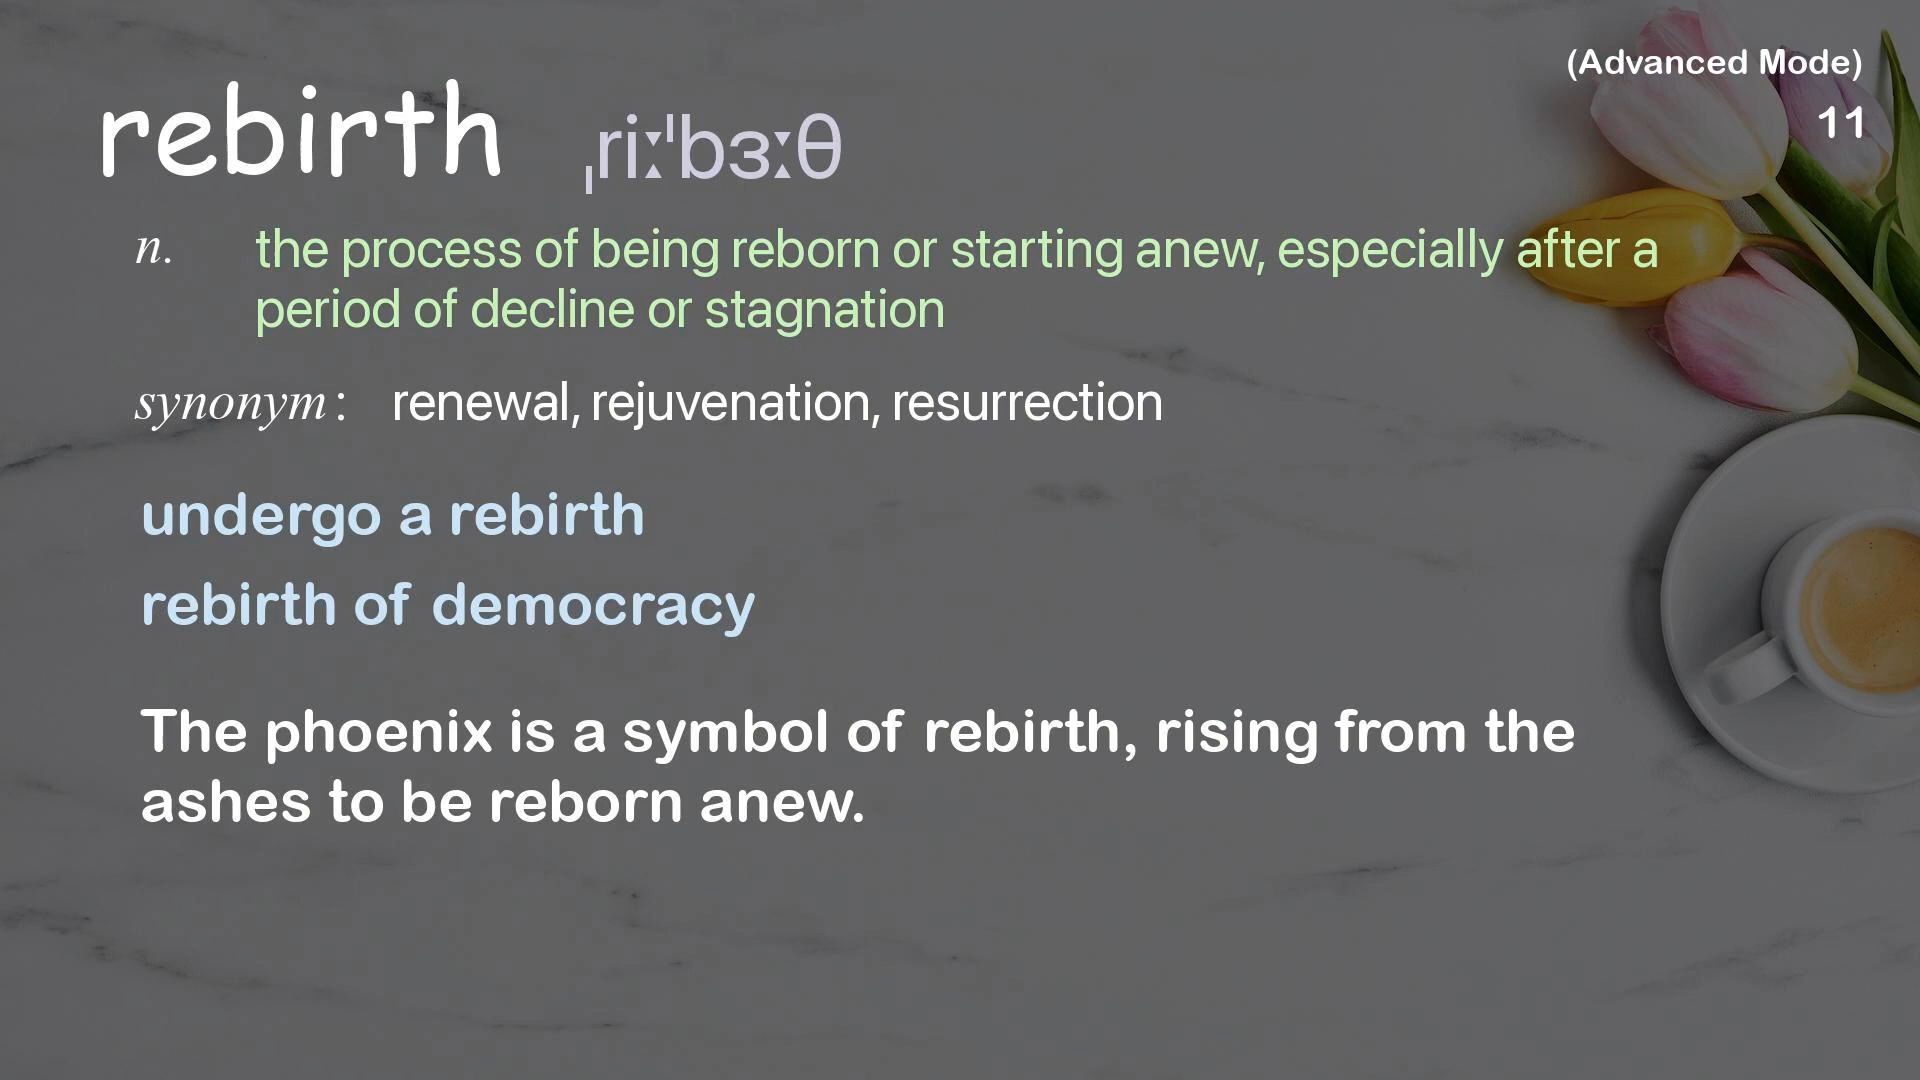 (Advanced Mode)
11
rebirth ˌriːˈbɜːθ
n. the process of being reborn or starting anew, especially after a
period of decline or stagnation
synonym: renewal, rejuvenation, resurrection
undergo a rebirth
rebirth of democracy
The phoenix is a symbol of rebirth, rising from the
ashes to be reborn anew.